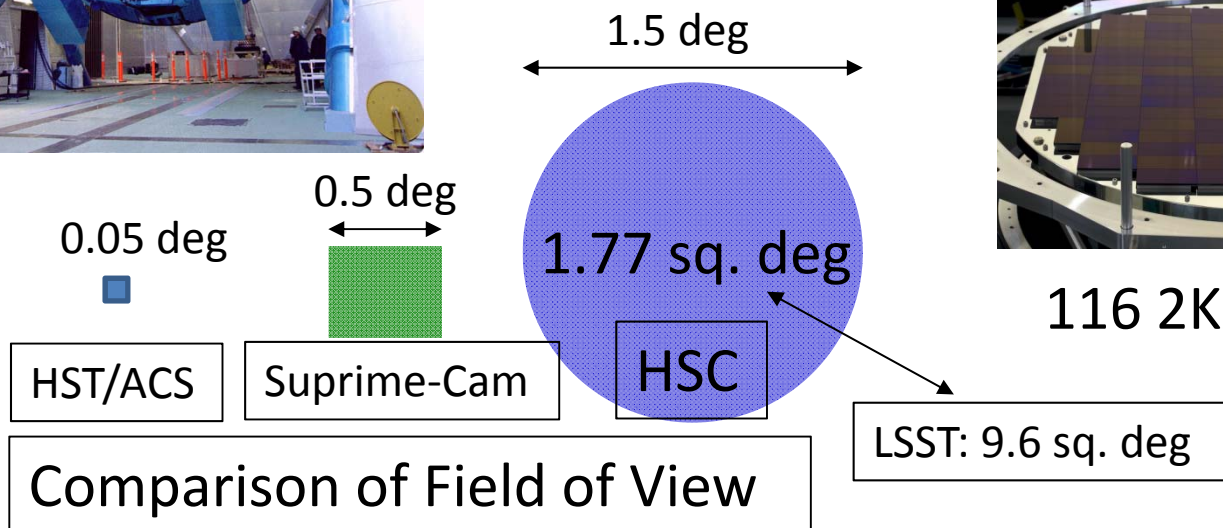 1.5 deg
0.5 deg
0.05 deg
1.77 sq. deg
116 2K
HST/ACS
Suprime-Cam
HSC
LSST: 9.6 sq. deg
Comparison of Field of View